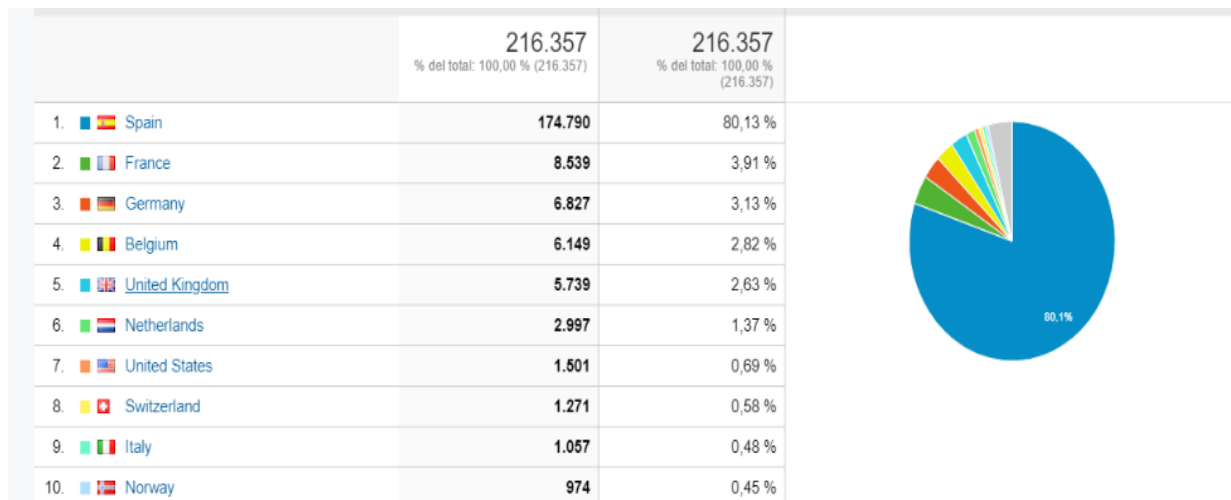 216.357
% del total: 100,00 % (216.357)
216.357
% del total: 100,00 %
(216.357)
1. Spain 174.790 80,13 %
2. France 8.539 3,91 %
3. Germany 6.827 3,13 %
4. Belgium 6.149 2,82 %
5. United Kingdom 5.739 2,63 %
6. Netherlands 2.997 1,37 %
7. United States 1.501 0,69 %
8. Switzerland 1.271 0,58 %
9. Italy 1.057 0,48 %
10. Norway 974 0,45 %
80,1%